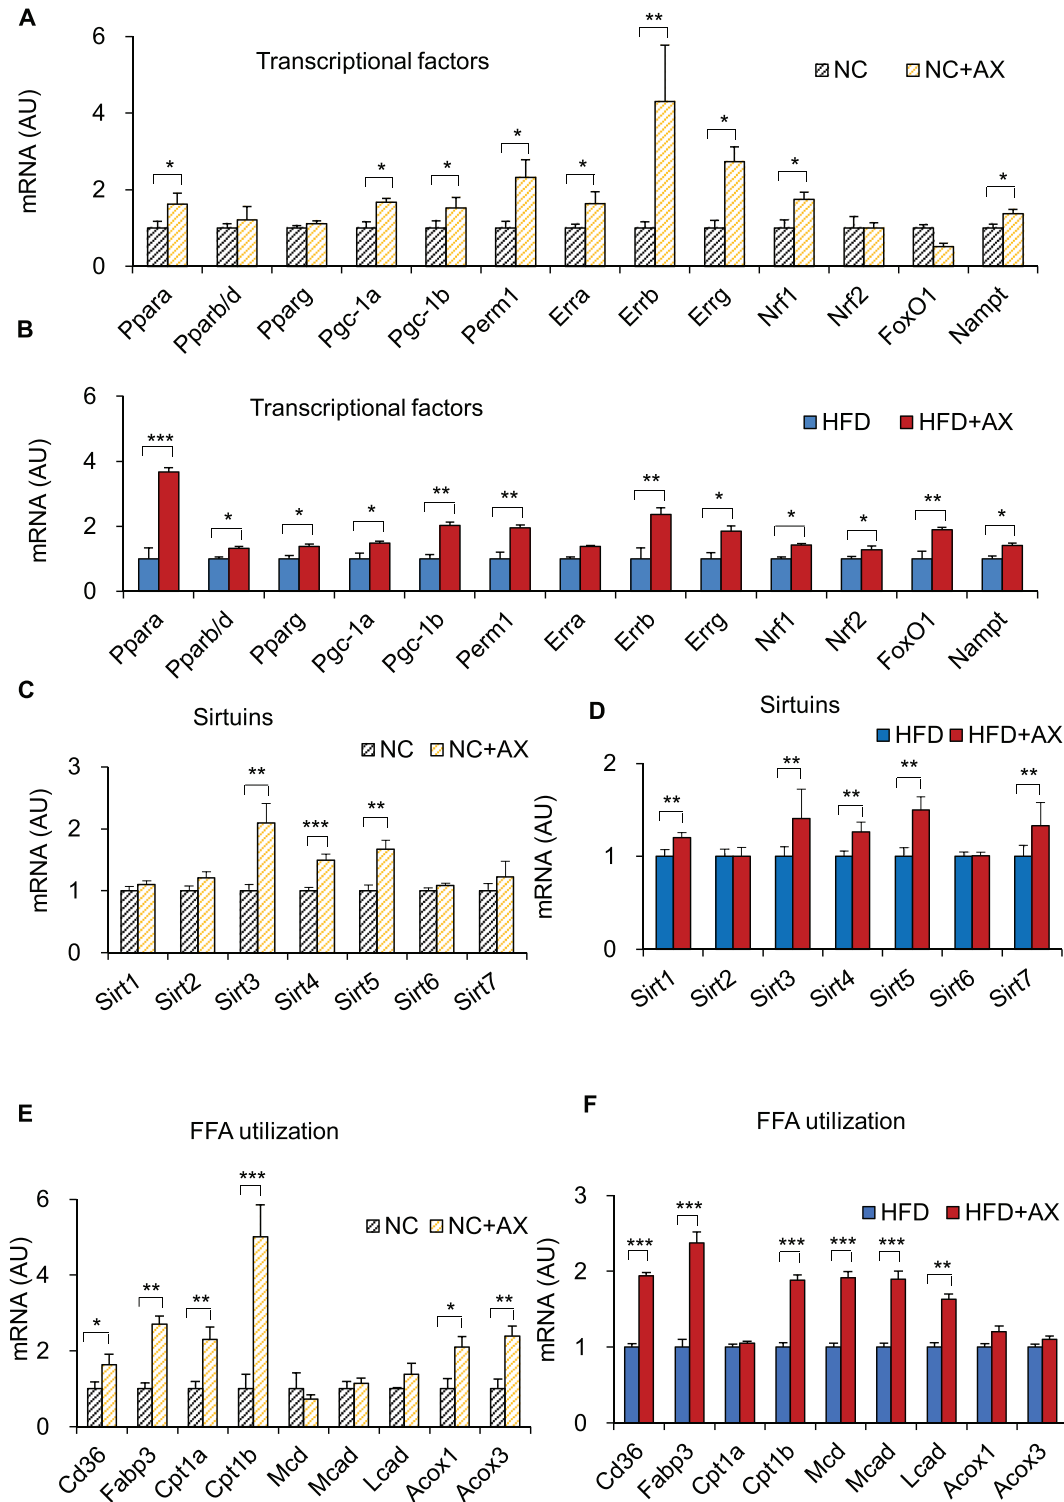 A
Transcriptional factors
NC NC+AX
mRNA (AU)
6
4
2
0
* * * * * ** * * *
Ppara Pparb/d Pparg Pgc-1a Pgc-1b Perm1 Erra Errb Errg Nrf1 Nrf2 FoxO1 Nampt
B
Transcriptional factors
HFD HFD+AX
mRNA (AU)
6
4
2
0
*** * * * ** ** ** * * * ** *
Ppara Pparb/d Pparg Pgc-1a Pgc-1b Perm1 Erra Errb Errg Nrf1 Nrf2 FoxO1 Nampt
C
Sirtuins
NC NC+AX
mRNA (AU)
3
2
1
0
** *** **
Sirt1 Sirt2 Sirt3 Sirt4 Sirt5 Sirt6 Sirt7
D
Sirtuins
HFD HFD+AX
mRNA (AU)
2
1
0
** ** ** ** **
Sirt1 Sirt2 Sirt3 Sirt4 Sirt5 Sirt6 Sirt7
E
FFA utilization
NC NC+AX
mRNA (AU)
6
4
2
0
* ** ** *** * **
Cd36 Fabp3 Cpt1a Cpt1b Mcd Mcad Lcad Acox1 Acox3
F
FFA utilization
HFD HFD+AX
mRNA (AU)
3
2
1
0
*** *** *** *** *** **
Cd36 Fabp3 Cpt1a Cpt1b Mcd Mcad Lcad Acox1 Acox3